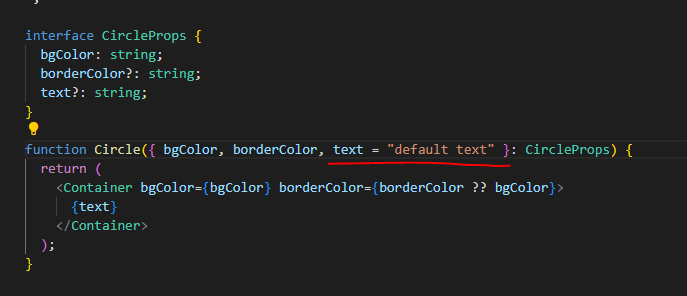 interface CircleProps {
  bgColor: string;
  borderColor?: string;
  text?: string;
}
function Circle({ bgColor, borderColor, text = "default text" }: CircleProps) {
  return (
    <Container bgColor={bgColor} borderColor={borderColor ?? bgColor}>
      {text}
    </Container>
  );
}